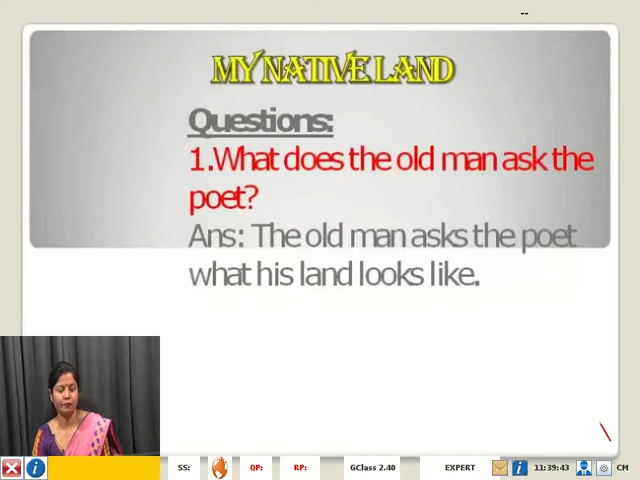 --
MY NATIVE LAND
Questions:
1.What does the old man ask the
poet?
Ans: The old man asks the poet
what his land looks like.
SS: QP: RP: GClass 2.40 EXPERT 11:39:43 CM